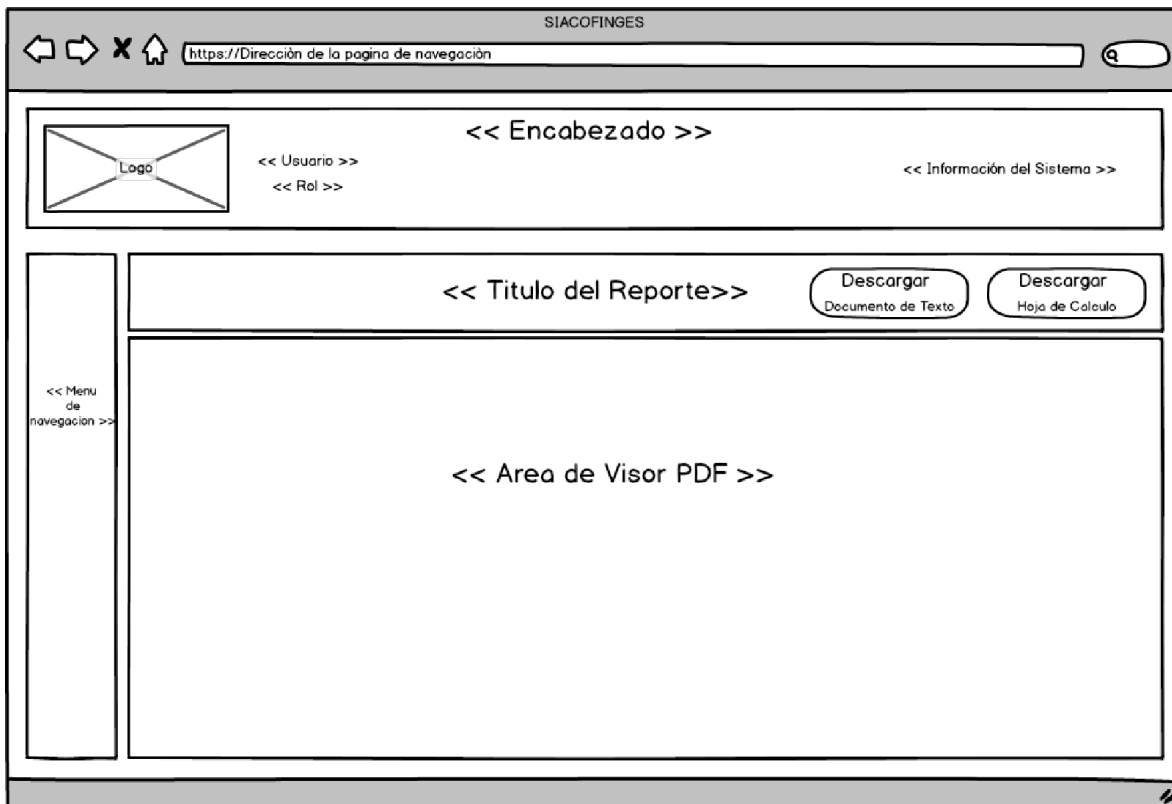 SIACOFINGES
https://Dirección de la pagina de navegación
<< Encabezado >>
Logo
<< Usuario >>
<< Rol >>
<< Información del Sistema >>
<< Titulo del Reporte>>
Descargar
Documento de Texto
Descargar
Hoja de Calculo
<< Menu
de
navegacion >>
<< Area de Visor PDF >>